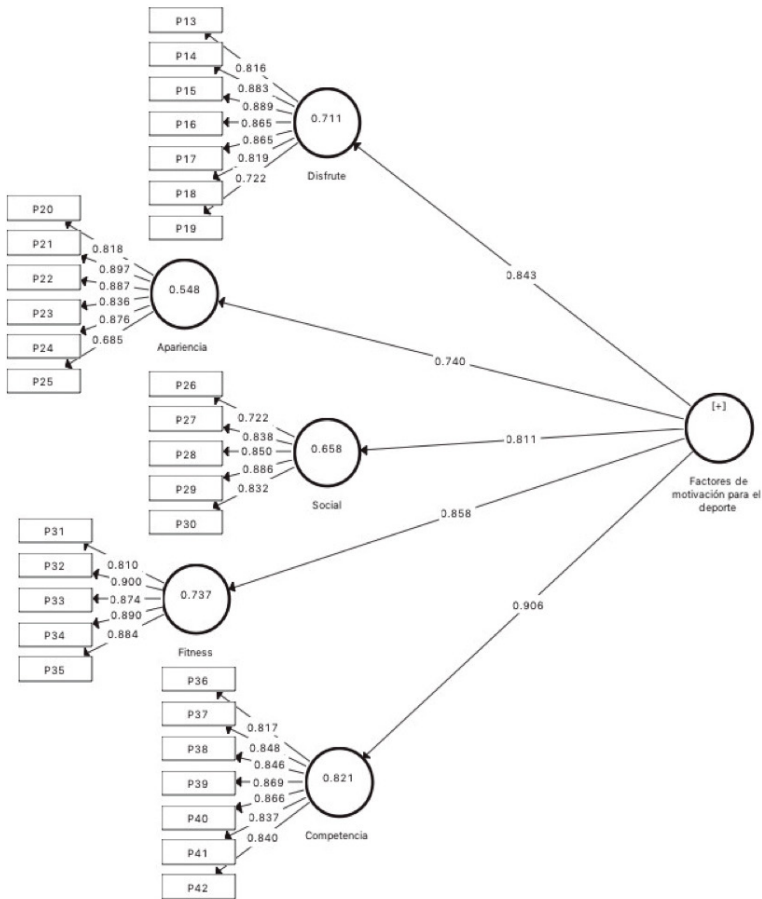 P13
P14
P15
P16
P17
P18
P19
0.816
0.883
0.889
0.865
0.865
0.819
0.722
0.711
Disfrute
0.843
P20
P21
P22
P23
P24
P25
0.818
0.897
0.887
0.836
0.876
0.685
0.548
Apariencia
0.740
P26
P27
P28
P29
P30
0.722
0.838
0.850
0.886
0.832
0.658
Social
0.811
[+]
Factores de
motivación para el
deporte
P31
P32
P33
P34
P35
0.810
0.900
0.874
0.890
0.884
0.737
Fitness
0.858
P36
P37
P38
P39
P40
P41
P42
0.817
0.848
0.846
0.869
0.866
0.837
0.840
0.821
Competencia
0.906